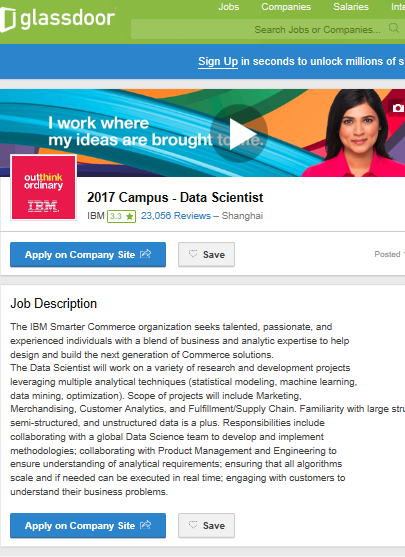 glassdoor
Jobs Companies Salaries Inte
Search Jobs or Companies...
Sign Up in seconds to unlock millions of s
I work where
my ideas are brought to me.
outthink
ordinary
IBM
2017 Campus - Data Scientist
IBM 3.3 ★ 23,056 Reviews – Shanghai
Apply on Company Site Save Posted 1
Job Description
The IBM Smarter Commerce organization seeks talented, passionate, and
experienced individuals with a blend of business and analytic expertise to help
design and build the next generation of Commerce solutions.
The Data Scientist will work on a variety of research and development projects
leveraging multiple analytical techniques (statistical modeling, machine learning,
data mining, optimization). Scope of projects will include Marketing,
Merchandising, Customer Analytics, and Fulfillment/Supply Chain. Familiarity with large stru
semi-structured, and unstructured data is a plus. Responsibilities include
collaborating with a global Data Science team to develop and implement
methodologies; collaborating with Product Management and Engineering to
ensure understanding of analytical requirements; ensuring that all algorithms
scale and if needed can be executed in real time; engaging with customers to
understand their business problems.
Apply on Company Site Save